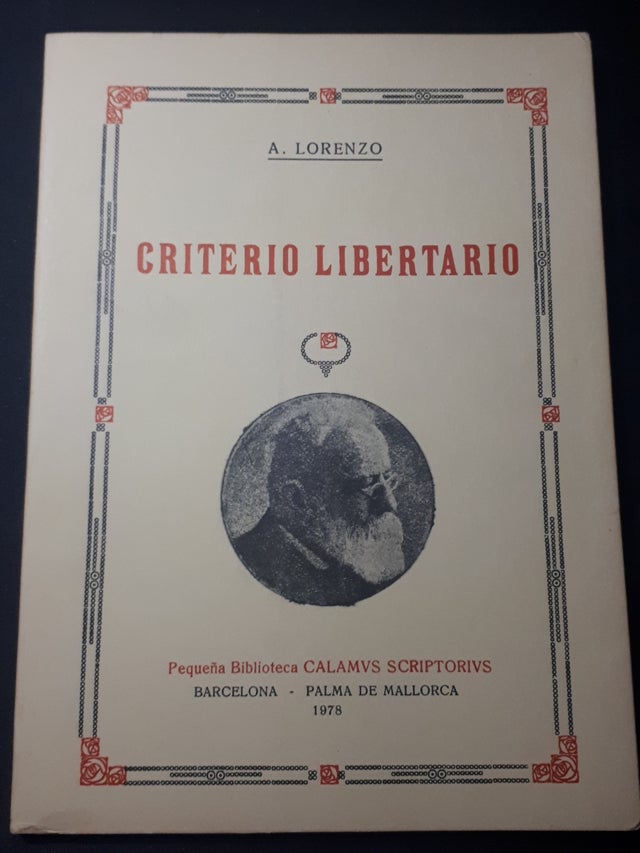 A. LORENZO
CRITERIO LIBERTARIO
Pequeña Biblioteca CALAMVS SCRIPTORIVS
BARCELONA - PALMA DE MALLORCA
1978